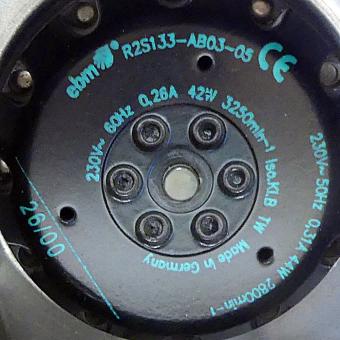 ebm R2S133-AB03-05 CE
230V~ 60Hz 0,26A 42W 3250min-1 Iso.Kl.B TW
230V~ 50Hz 0.31A 44W 2800min-1
Made in Germany
26/00